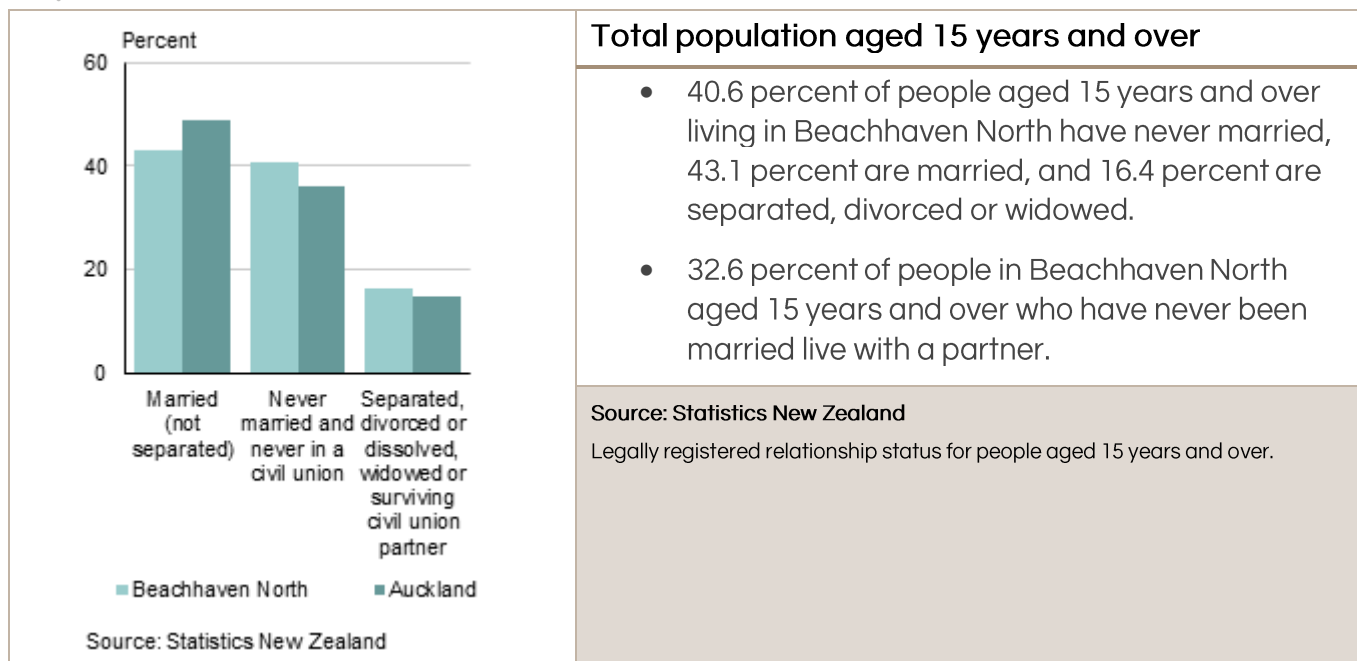 Percent
60
40
20
0
Married
(not
separated)
Never
married and
never in a
civil union
Separated,
divorced or
dissolved,
widowed or
surviving
civil union
partner
Beachhaven North
Auckland
Source: Statistics New Zealand
Total population aged 15 years and over
• 40.6 percent of people aged 15 years and over
living in Beachhaven North have never married,
43.1 percent are married, and 16.4 percent are
separated, divorced or widowed.
• 32.6 percent of people in Beachhaven North
aged 15 years and over who have never been
married live with a partner.
Source: Statistics New Zealand
Legally registered relationship status for people aged 15 years and over.